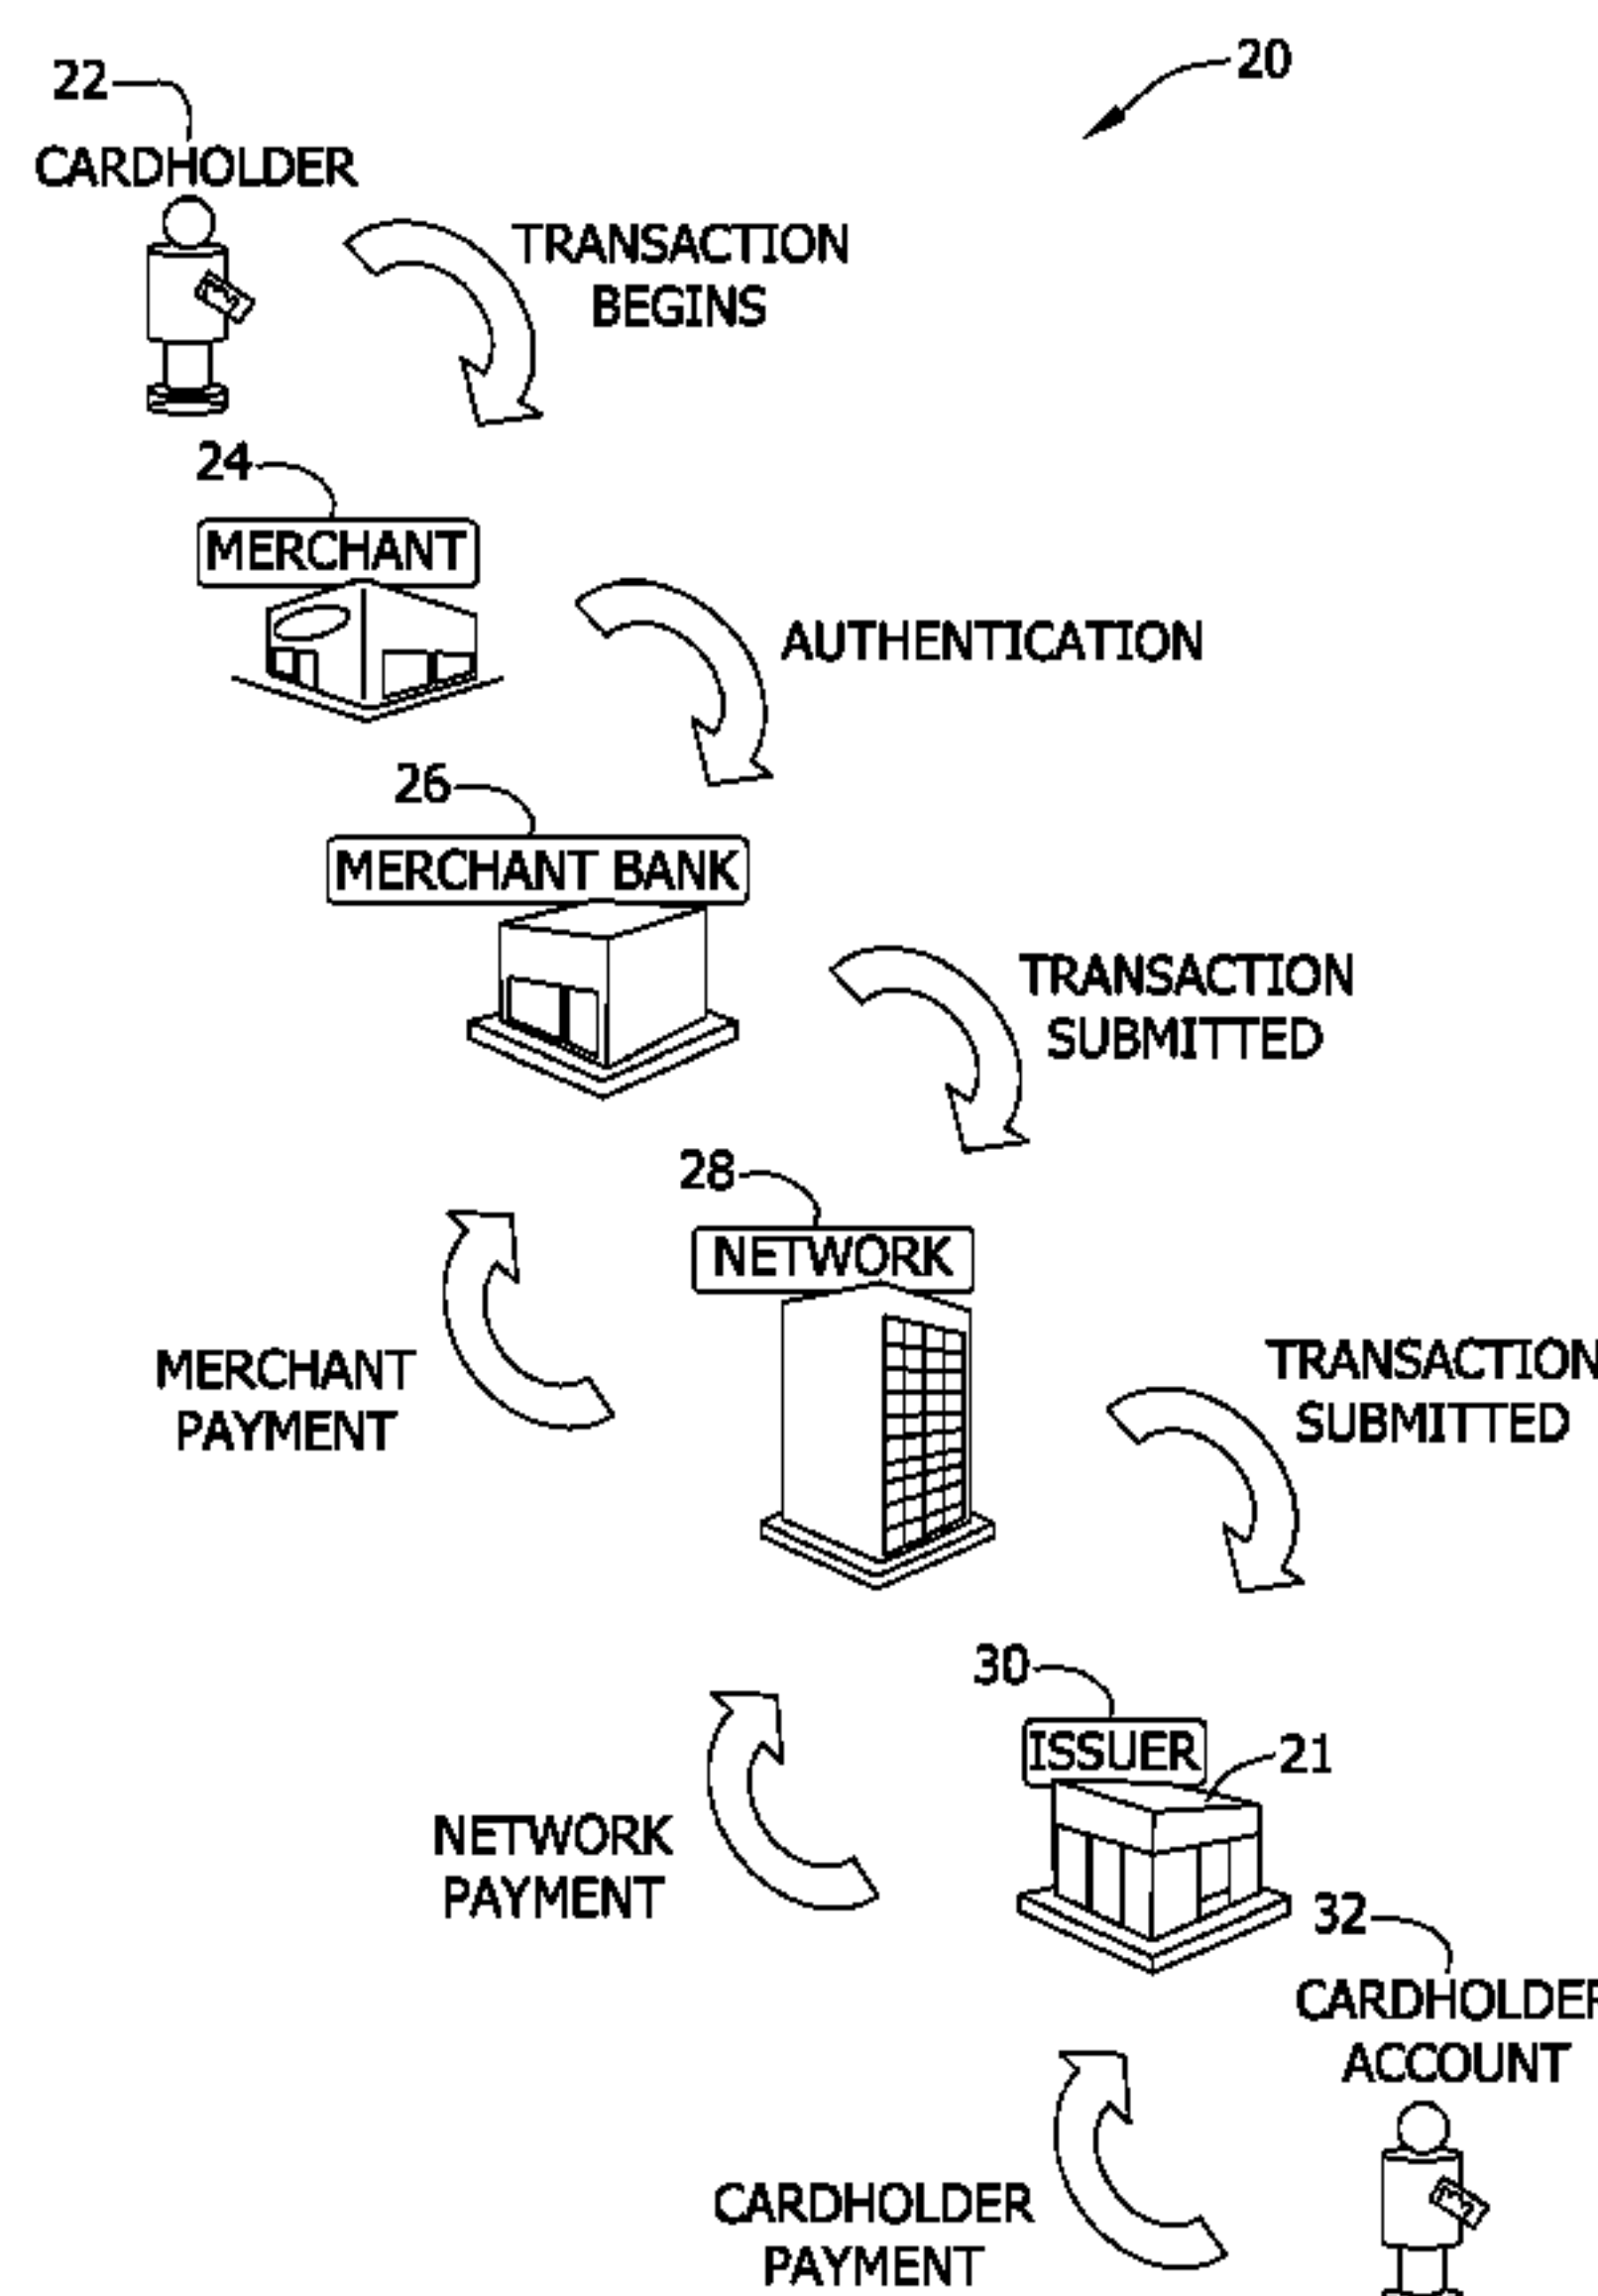 20
22
CARDHOLDER
TRANSACTION
BEGINS
24
MERCHANT
AUTHENTICATION
26
MERCHANT BANK
TRANSACTION
SUBMITTED
28
NETWORK
MERCHANT
PAYMENT
TRANSACTION
SUBMITTED
30
ISSUER
21
NETWORK
PAYMENT
32
CARDHOLDER
ACCOUNT
CARDHOLDER
PAYMENT